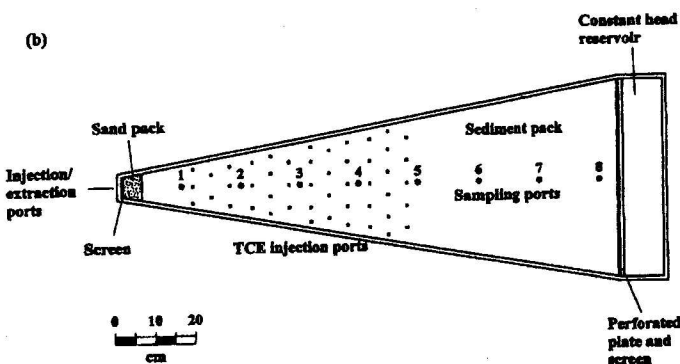 (b)
Constant head
reservoir
Sand pack
Sediment pack
Injection/
extraction
ports
1 2 3 4 5 6 7 8
Sampling ports
Screen
TCE injection ports
0 10 20
cm
Perforated
plate and
screen